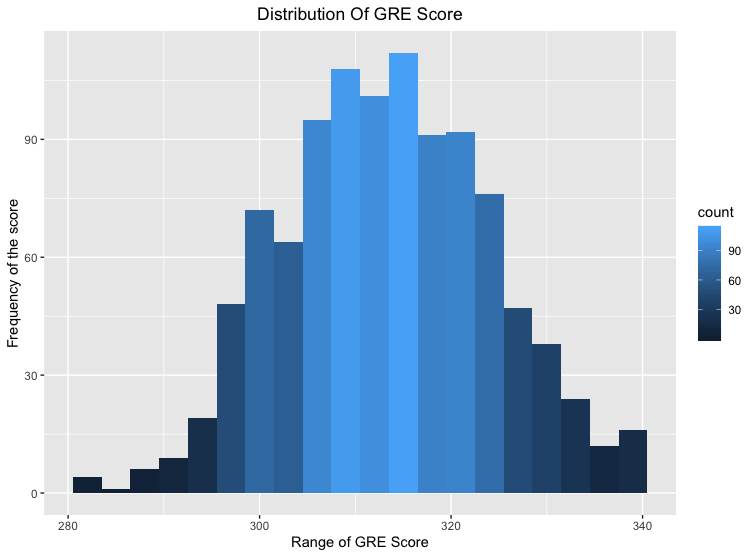 Distribution Of GRE Score
Frequency of the score
90
60
30
0
280
300
320
340
Range of GRE Score
count
90
60
30